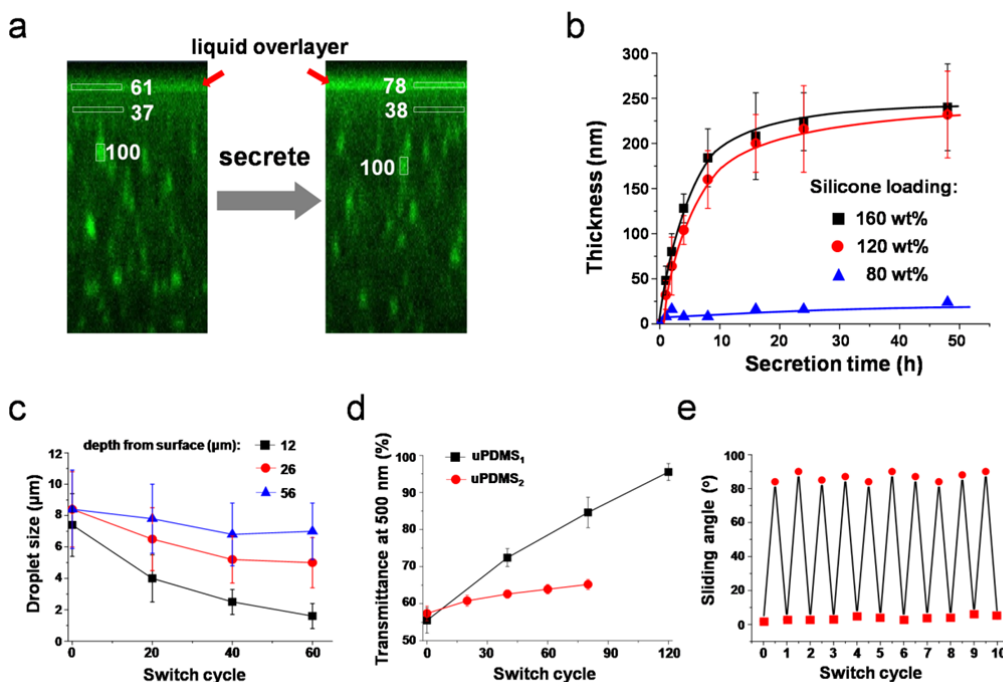 a
liquid overlayer
61
37
100
secrete
78
38
100
b
Thickness (nm)
300
250
200
150
100
50
0
Silicone loading:
160 wt%
120 wt%
80 wt%
0 10 20 30 40 50
Secretion time (h)
c
depth from surface (µm):
12
26
56
Droplet size (µm)
14
12
10
8
6
4
2
0
0 20 40 60
Switch cycle
d
uPDMS1
uPDMS2
Transmittance at 500 nm (%)
100
90
80
70
60
50
0 30 60 90 120
Switch cycle
e
Sliding angle (°)
100
80
60
40
20
0
0 1 2 3 4 5 6 7 8 9 10
Switch cycle